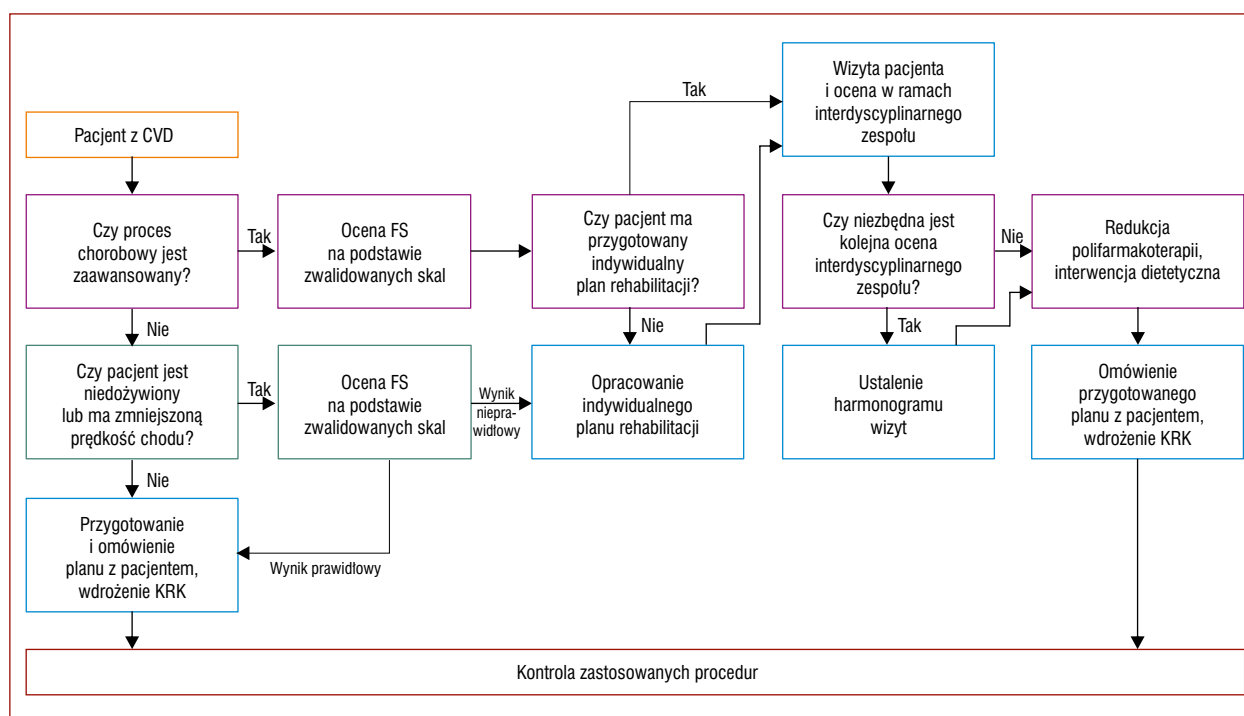 Pacjent z CVD
Czy proces
chorobowy jest
zaawansowany?
Tak
Ocena FS
na podstawie
zwalidowanych skal
Czy pacjent ma
przygotowany
indywidualny
plan rehabilitacji?
Tak
Wizyta pacjenta
i ocena w ramach
interdyscyplinarnego
zespołu
Czy niezbędna jest
kolejna ocena
interdyscyplinarnego
zespołu?
Nie
Redukcja
polifarmakoterapii,
interwencja dietetyczna
Nie
Czy pacjent jest
niedożywiony
lub ma zmniejszoną
prędkość chodu?
Tak
Ocena FS
na podstawie
zwalidowanych skal
Wynik
niepra-
widłowy
Nie
Opracowanie
indywidualnego
planu rehabilitacji
Tak
Ustalenie
harmonogramu
wizyt
Omówienie
przygotowanego
planu z pacjentem,
wdrożenie KRK
Nie
Przygotowanie
i omówienie
planu z pacjentem,
wdrożenie KRK
Wynik prawidłowy
Kontrola zastosowanych procedur